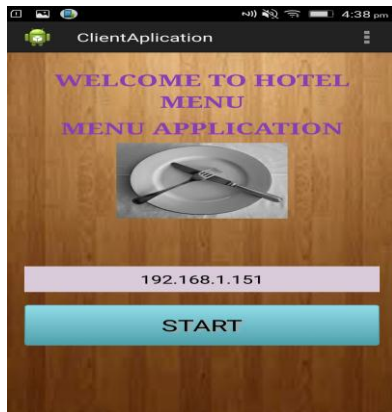 4:38 pm
ClientAplication
WELCOME TO HOTEL
MENU
MENU APPLICATION
192.168.1.151
START